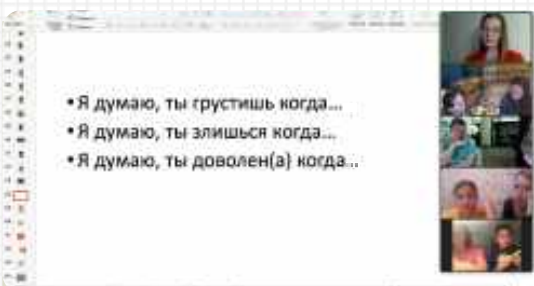 • Я думаю, ты грустишь когда...
• Я думаю, ты злишься когда...
• Я думаю, ты доволен(а) когда...